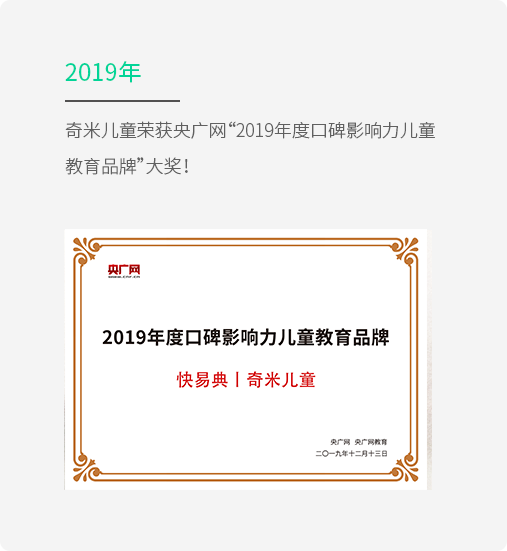 2019年
奇米儿童荣获央广网“2019年度口碑影响力儿童
教育品牌”大奖!
央广网
2019年度口碑影响力儿童教育品牌
快易典丨奇米儿童
央广网 央广网教育
二〇一九年十二月十三日